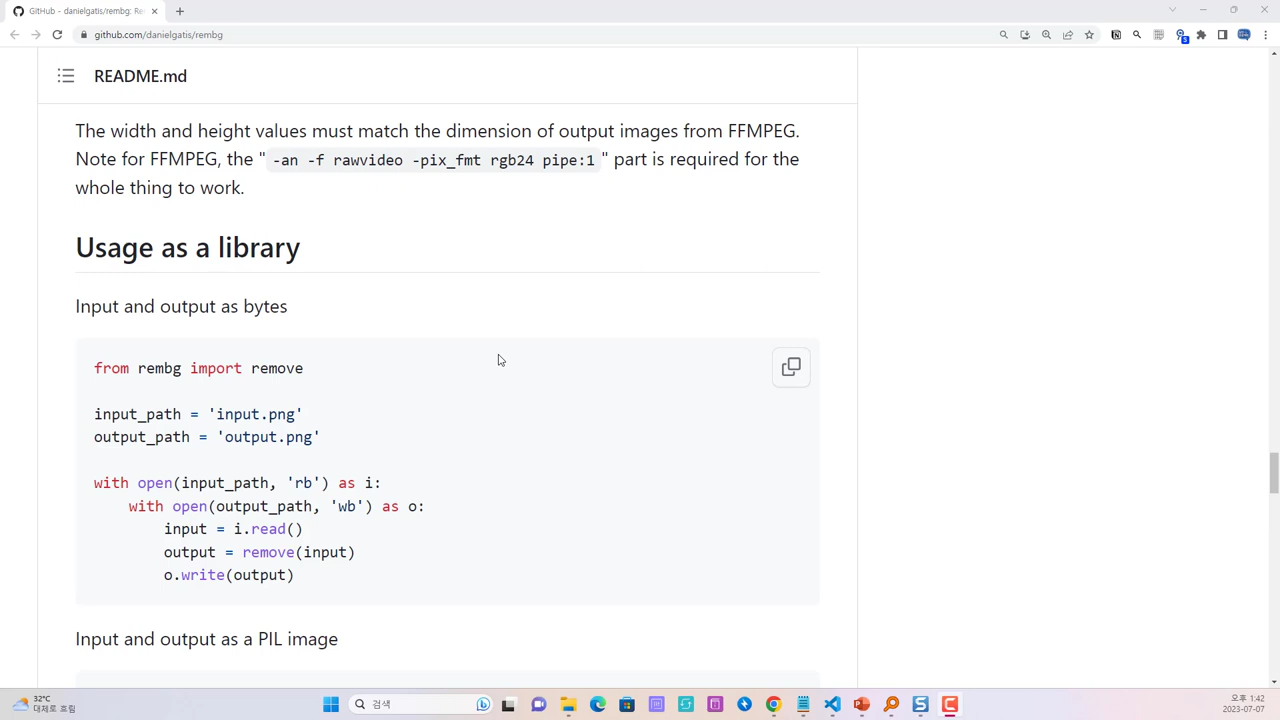 GitHub - danielgatis/rembg: Re
github.com/danielgatis/rembg
README.md
The width and height values must match the dimension of output images from FFMPEG.
Note for FFMPEG, the "-an -f rawvideo -pix_fmt rgb24 pipe:1" part is required for the
whole thing to work.
Usage as a library
Input and output as bytes
from rembg import remove
input_path = 'input.png'
output_path = 'output.png'
with open(input_path, 'rb') as i:
with open(output_path, 'wb') as o:
input = i.read()
output = remove(input)
o.write(output)
Input and output as a PIL image
32°C
대체로 흐림
검색
오후 1:42
2023-07-07